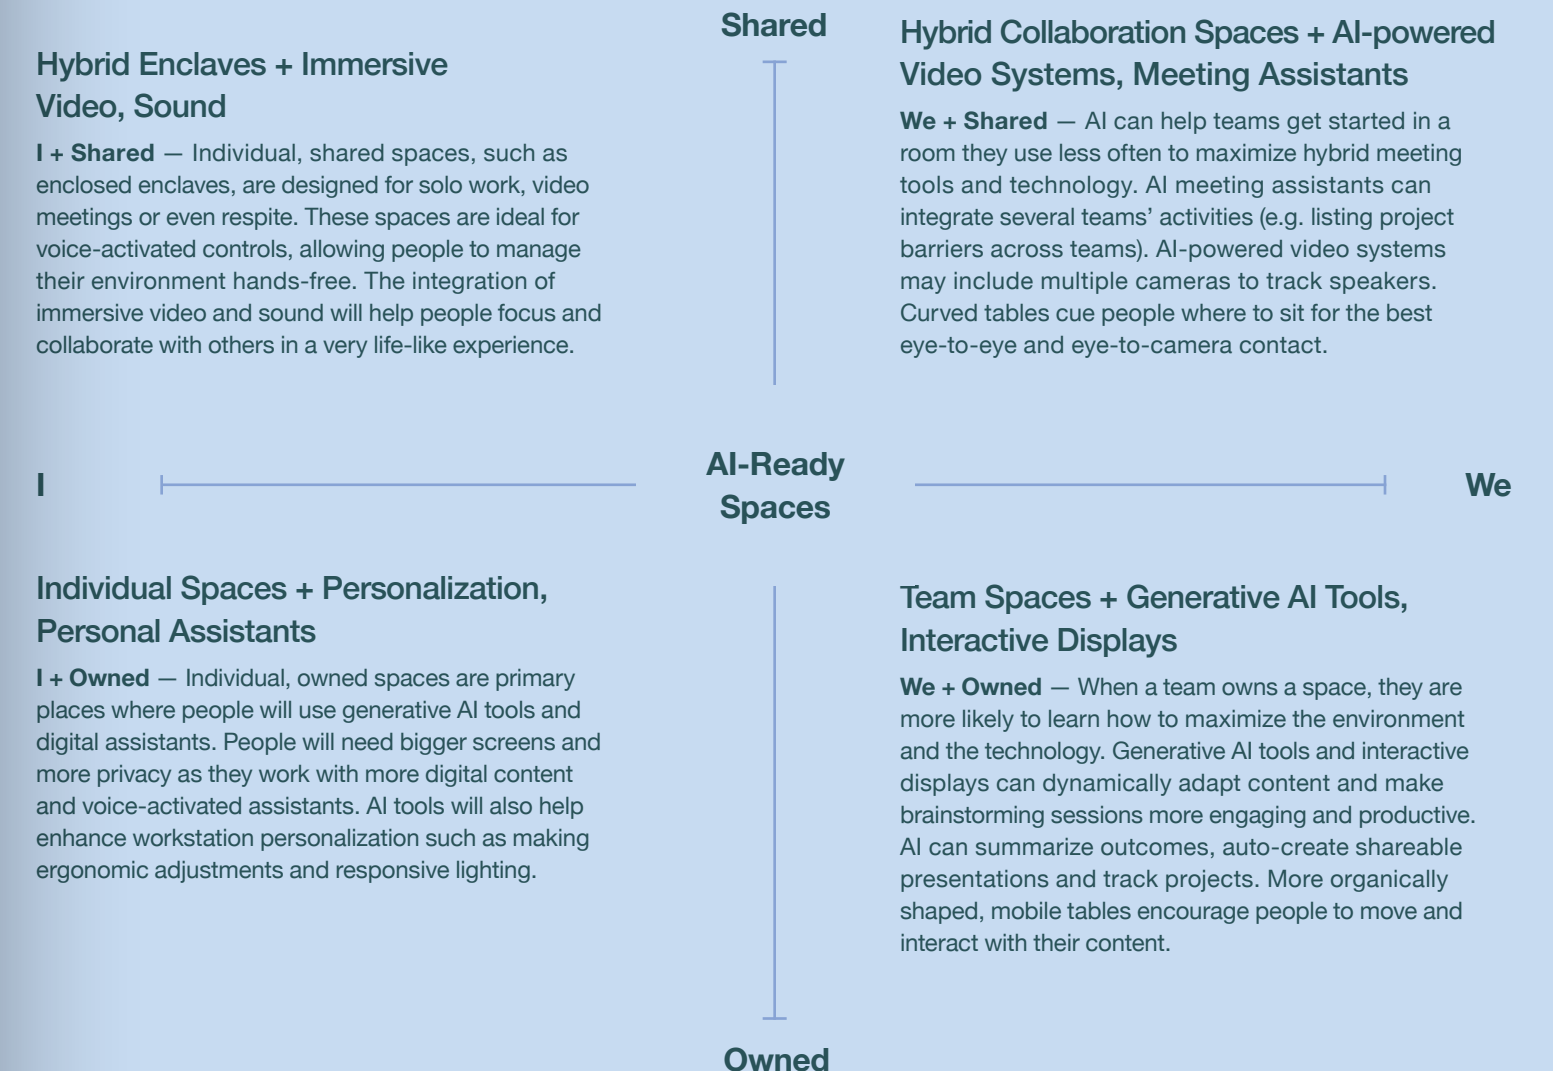 Shared
Hybrid Enclaves + Immersive
Video, Sound
I + Shared — Individual, shared spaces, such as
enclosed enclaves, are designed for solo work, video
meetings or even respite. These spaces are ideal for
voice-activated controls, allowing people to manage
their environment hands-free. The integration of
immersive video and sound will help people focus and
collaborate with others in a very life-like experience.
Hybrid Collaboration Spaces + AI-powered
Video Systems, Meeting Assistants
We + Shared — AI can help teams get started in a
room they use less often to maximize hybrid meeting
tools and technology. AI meeting assistants can
integrate several teams’ activities (e.g. listing project
barriers across teams). AI-powered video systems
may include multiple cameras to track speakers.
Curved tables cue people where to sit for the best
eye-to-eye and eye-to-camera contact.
I
AI-Ready
Spaces
We
Individual Spaces + Personalization,
Personal Assistants
I + Owned — Individual, owned spaces are primary
places where people will use generative AI tools and
digital assistants. People will need bigger screens and
more privacy as they work with more digital content
and voice-activated assistants. AI tools will also help
enhance workstation personalization such as making
ergonomic adjustments and responsive lighting.
Team Spaces + Generative AI Tools,
Interactive Displays
We + Owned — When a team owns a space, they are
more likely to learn how to maximize the environment
and the technology. Generative AI tools and interactive
displays can dynamically adapt content and make
brainstorming sessions more engaging and productive.
AI can summarize outcomes, auto-create shareable
presentations and track projects. More organically
shaped, mobile tables encourage people to move and
interact with their content.
Owned